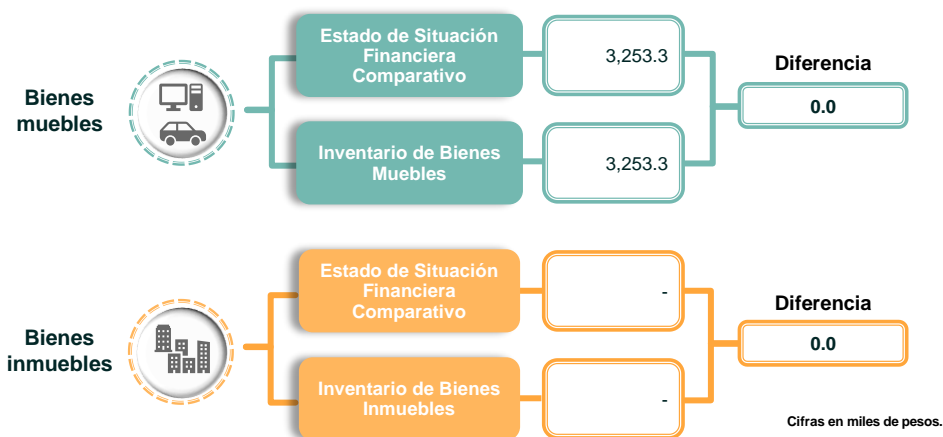 Bienes
muebles
Estado de Situación
Financiera
Comparativo
3,253.3
Inventario de Bienes
Muebles
3,253.3
Diferencia
0.0
Bienes
inmuebles
Estado de Situación
Financiera
Comparativo
-
Inventario de Bienes
Inmuebles
-
Diferencia
0.0
Cifras en miles de pesos.